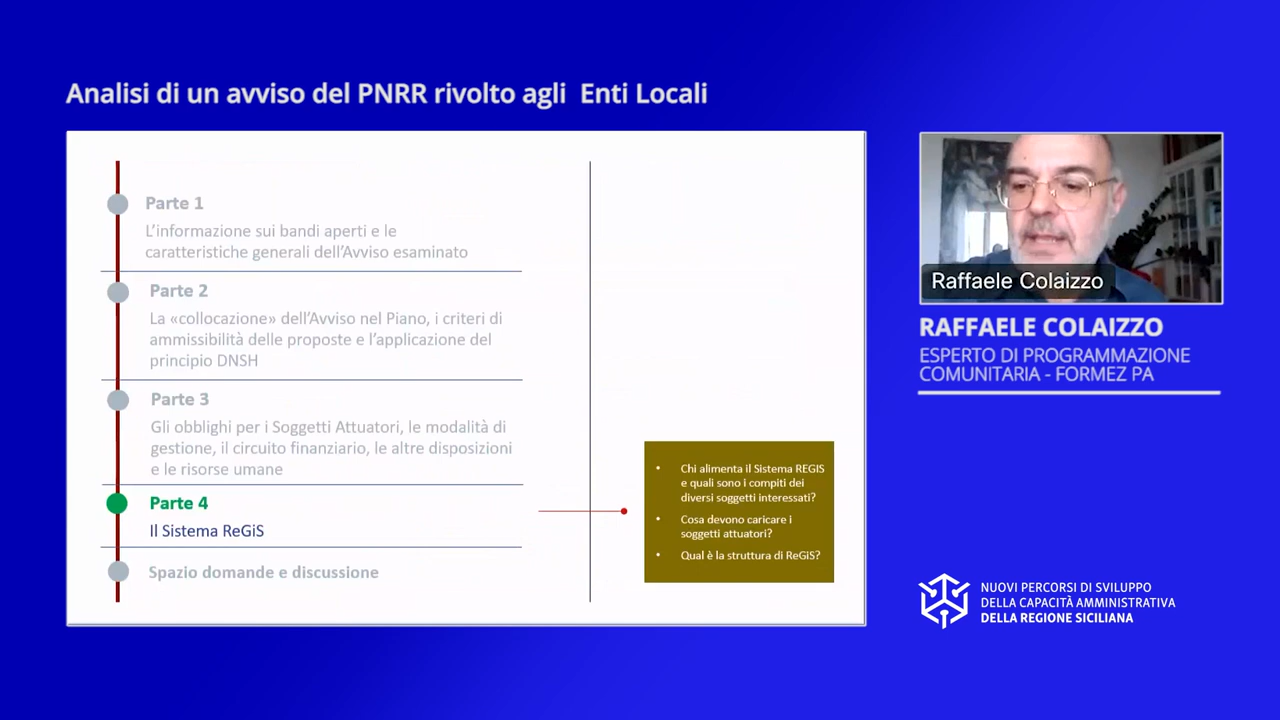 Analisi di un avviso del PNRR rivolto agli Enti Locali
Parte 1
L'informazione sui bandi aperti e le
caratteristiche generali dell'Avviso esaminato
Parte 2
La «collocazione» dell'Avviso nel Piano, i criteri di
ammissibilità delle proposte e l'applicazione del
principio DNSH
Parte 3
Gli obblighi per i Soggetti Attuatori, le modalità di
gestione, il circuito finanziario, le altre disposizioni
e le risorse umane
Parte 4
Il Sistema ReGiS
Spazio domande e discussione
• Chi alimenta il Sistema REGIS
e quali sono i compiti dei
diversi soggetti interessati?
• Cosa devono caricare i
soggetti attuatori?
• Qual è la struttura di ReGIS?
Raffaele Colaizzo
RAFFAELE COLAIZZO
ESPERTO DI PROGRAMMAZIONE
COMUNITARIA - FORMEZ PA
NUOVI PERCORSI DI SVILUPPO
DELLA CAPACITÀ AMMINISTRATIVA
DELLA REGIONE SICILIANA